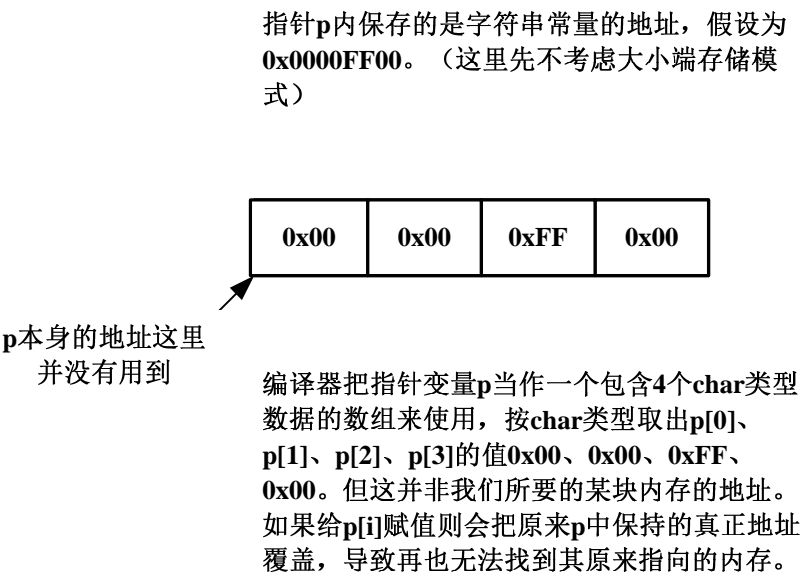 指针p内保存的是字符串常量的地址，假设为
0x0000FF00。（这里先不考虑大小端存储模
式）
0x00 0x00 0xFF 0x00
p本身的地址这里
并没有用到
编译器把指针变量p当作一个包含4个char类型
数据的数组来使用，按char类型取出p[0]、
p[1]、p[2]、p[3]的值0x00、0x00、0xFF、
0x00。但这并非我们所要的某块内存的地址。
如果给p[i]赋值则会把原来p中保持的真正地址
覆盖，导致再也无法找到其原来指向的内存。